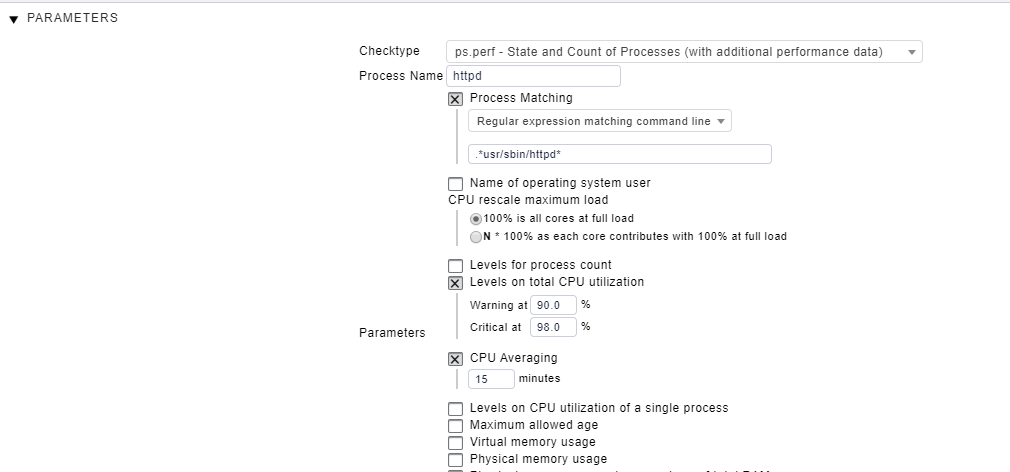 PARAMETERS
Checktype ps.perf - State and Count of Processes (with additional performance data)
Process Name httpd
Process Matching
Regular expression matching command line
.*usr/sbin/httpd*
Name of operating system user
CPU rescale maximum load
100% is all cores at full load
N * 100% as each core contributes with 100% at full load
Levels for process count
Levels on total CPU utilization
Warning at 90.0 %
Critical at 98.0 %
Parameters
CPU Averaging
15 minutes
Levels on CPU utilization of a single process
Maximum allowed age
Virtual memory usage
Physical memory usage